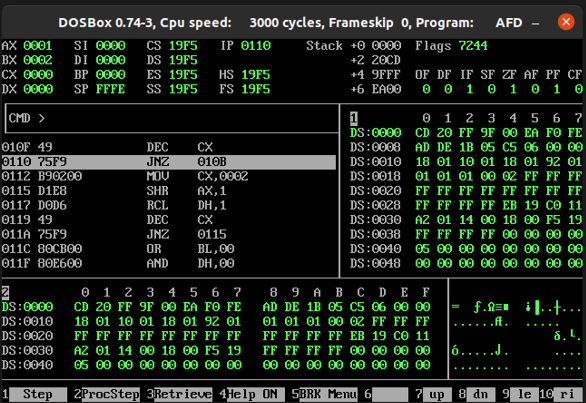 DOSBox 0.74-3, Cpu speed: 3000 cycles, Frameskip 0, Program: AFD
AX 0001 SI 0000 CS 19F5 IP 0110 Stack +0 0000 Flags 7244
BX 0002 DI 0000 DS 19F5 +2 20CD
CX 0000 BP 0000 ES 19F5 HS 19F5 +4 9FFF OF DF IF SF ZF AF PF CF
DX 0000 SP FFFE SS 19F5 FS 19F5 +6 EA00 0 0 1 0 1 0 1 0
CMD >
1 0 1 2 3 4 5 6 7
DS:0000 CD 20 FF 9F 00 EA F0 FE
DS:0008 AD DE 1B 05 C5 06 00 00
DS:0010 18 01 10 01 18 01 92 01
DS:0018 01 01 01 00 02 FF FF FF
DS:0020 FF FF FF FF FF FF FF FF
DS:0028 FF FF FF FF EB 19 C0 11
DS:0030 A2 01 14 00 18 00 F5 19
DS:0038 FF FF FF FF 00 00 00 00
DS:0040 05 00 00 00 00 00 00 00
DS:0048 00 00 00 00 00 00 00 00
010F 49 DEC CX
0110 75F9 JNZ 010B
0112 B90200 MOV CX,0002
0115 D1E8 SHR AX,1
0117 D0D6 RCL DH,1
0119 49 DEC CX
011A 75F9 JNZ 0115
011C 80CB00 OR BL,00
011F 80E600 AND DH,00
2 0 1 2 3 4 5 6 7 8 9 A B C D E F
DS:0000 CD 20 FF 9F 00 EA F0 FE AD DE 1B 05 C5 06 00 00
DS:0010 18 01 10 01 18 01 92 01 01 01 01 00 02 FF FF FF
DS:0020 FF FF FF FF FF FF FF FF FF FF FF FF EB 19 C0 11
DS:0030 A2 01 14 00 18 00 F5 19 FF FF FF FF 00 00 00 00
DS:0040 05 00 00 00 00 00 00 00 00 00 00 00 00 00 00 00
1 Step 2ProcStep 3Retrieve 4Help ON 5BRK Menu 6 7 up 8 dn 9 le 10 ri